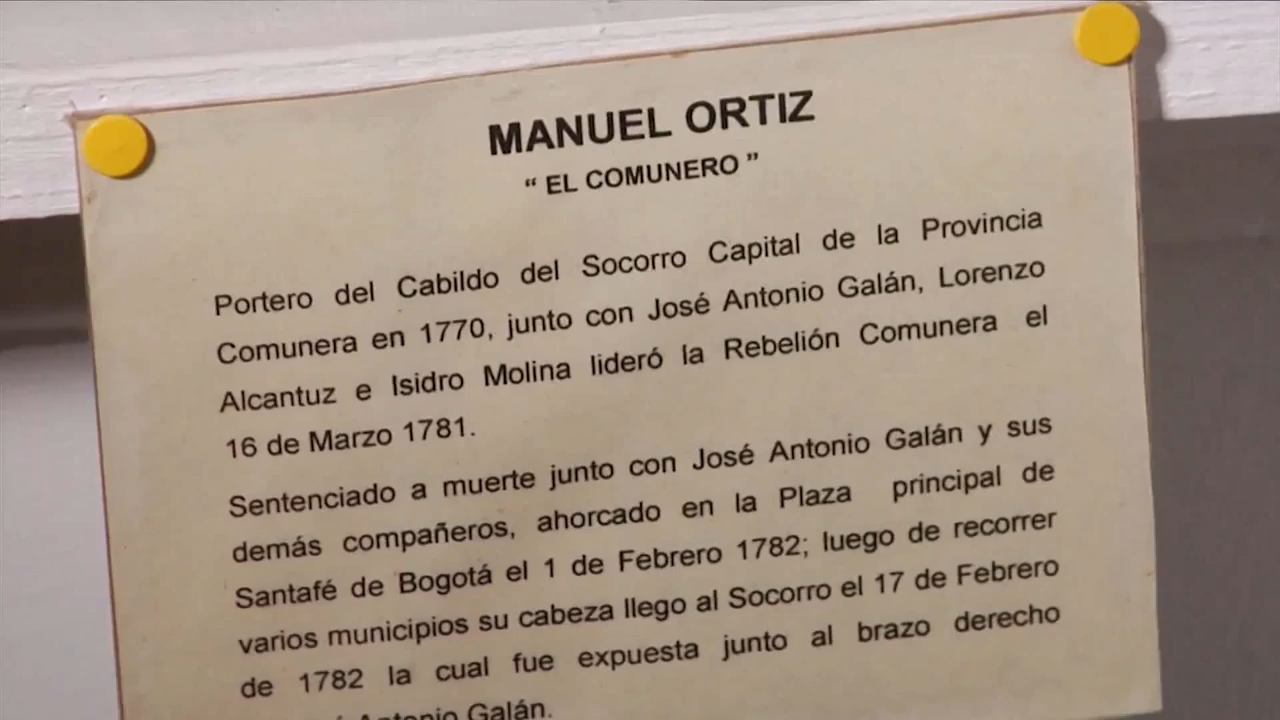 MANUEL ORTIZ
“ EL COMUNERO ”
Portero del Cabildo del Socorro Capital de la Provincia
Comunera en 1770, junto con José Antonio Galán, Lorenzo
Alcantuz e Isidro Molina lideró la Rebelión Comunera el
16 de Marzo 1781.
Sentenciado a muerte junto con José Antonio Galán y sus
demás compañeros, ahorcado en la Plaza principal de
Santafé de Bogotá el 1 de Febrero 1782; luego de recorrer
varios municipios su cabeza llego al Socorro el 17 de Febrero
de 1782 la cual fue expuesta junto al brazo derecho
Antonio Galán.